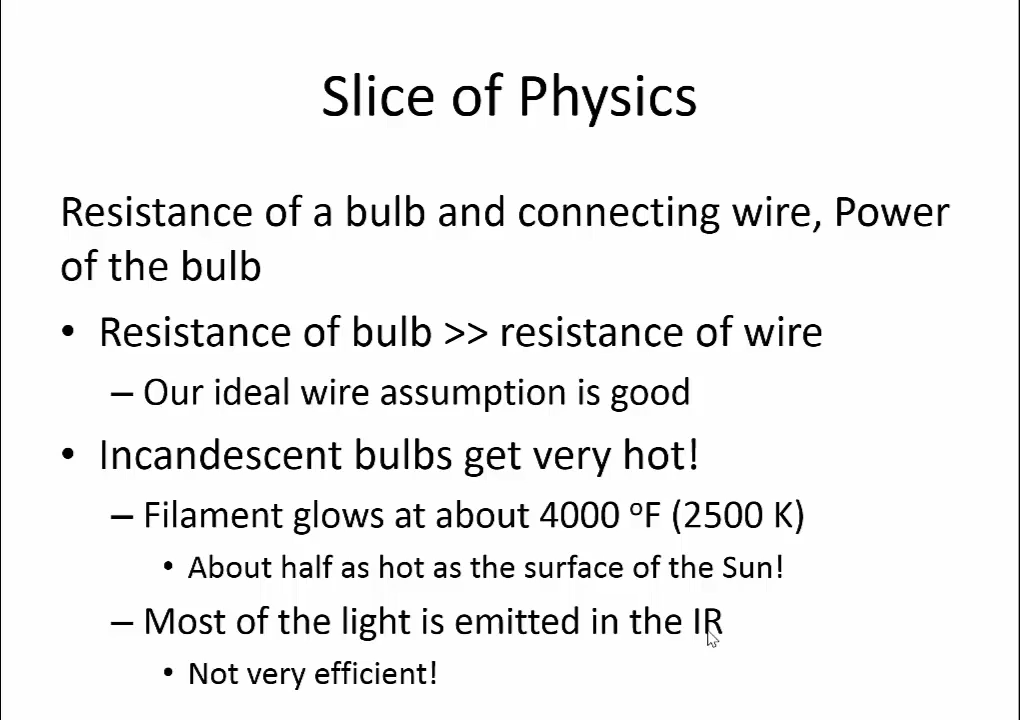 Slice of Physics
Resistance of a bulb and connecting wire, Power
of the bulb
• Resistance of bulb >> resistance of wire
– Our ideal wire assumption is good
• Incandescent bulbs get very hot!
– Filament glows at about 4000 ºF (2500 K)
• About half as hot as the surface of the Sun!
– Most of the light is emitted in the IR
• Not very efficient!